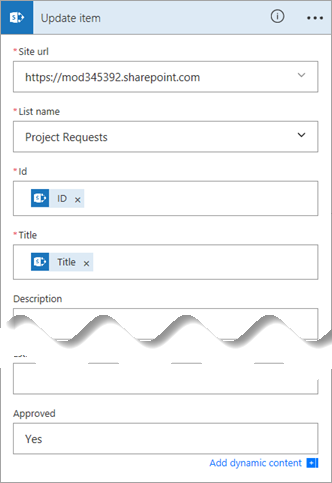 Update item
* Site url
https://mod345392.sharepoint.com
* List name
Project Requests
* Id
ID x
* Title
Title x
Description
Approved
Yes
Add dynamic content